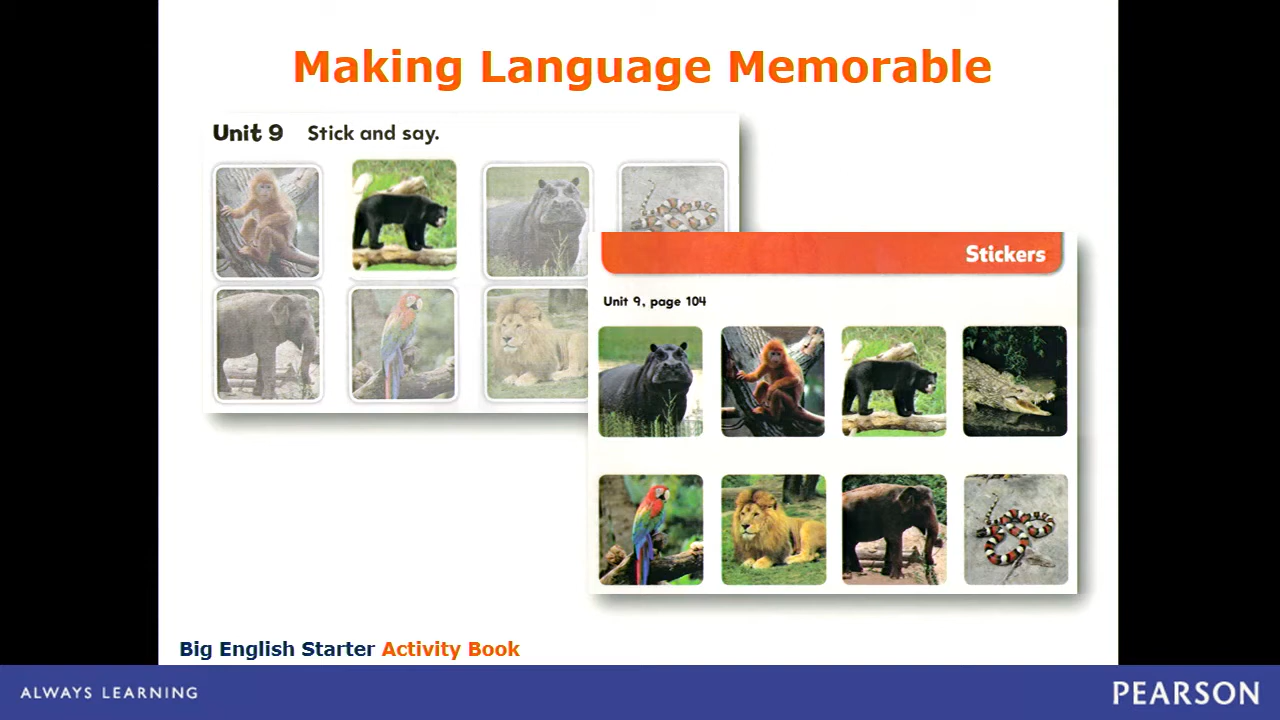 Making Language Memorable
Unit 9 Stick and say.
Stickers
Unit 9, page 104
Big English Starter Activity Book
ALWAYS LEARNING
PEARSON